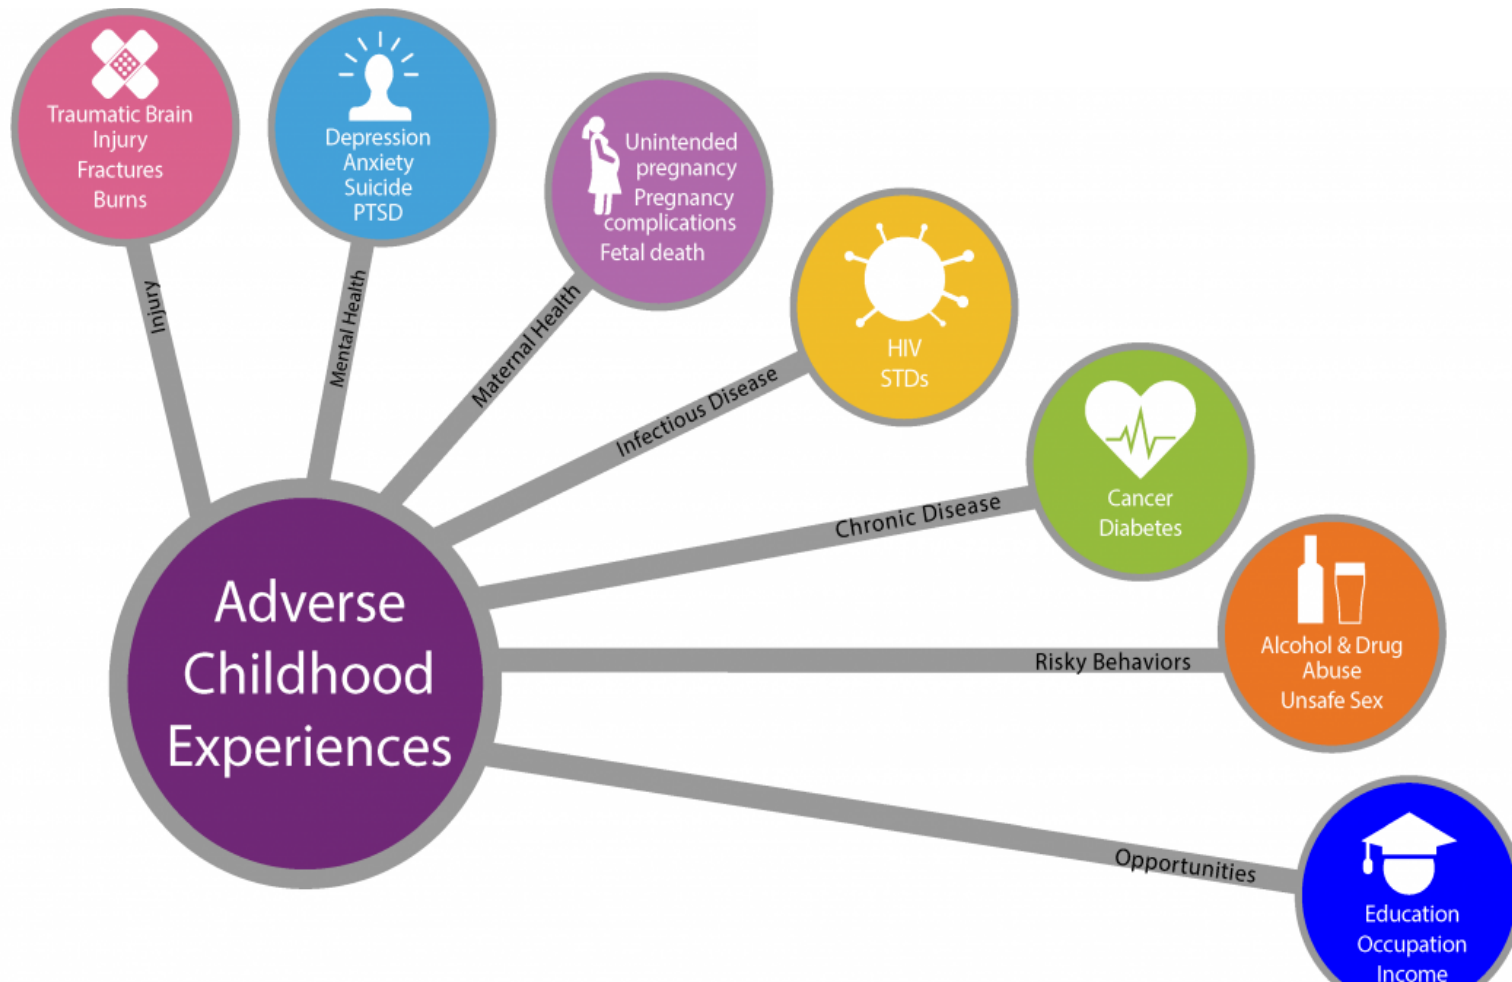 Traumatic Brain
Injury
Fractures
Burns
Depression
Anxiety
Suicide
PTSD
Unintended
pregnancy
Pregnancy
complications
Fetal death
HIV
STDs
Cancer
Diabetes
Alcohol & Drug
Abuse
Unsafe Sex
Education
Occupation
Income
Injury
Mental Health
Maternal Health
Infectious Disease
Chronic Disease
Risky Behaviors
Opportunities
Adverse
Childhood
Experiences